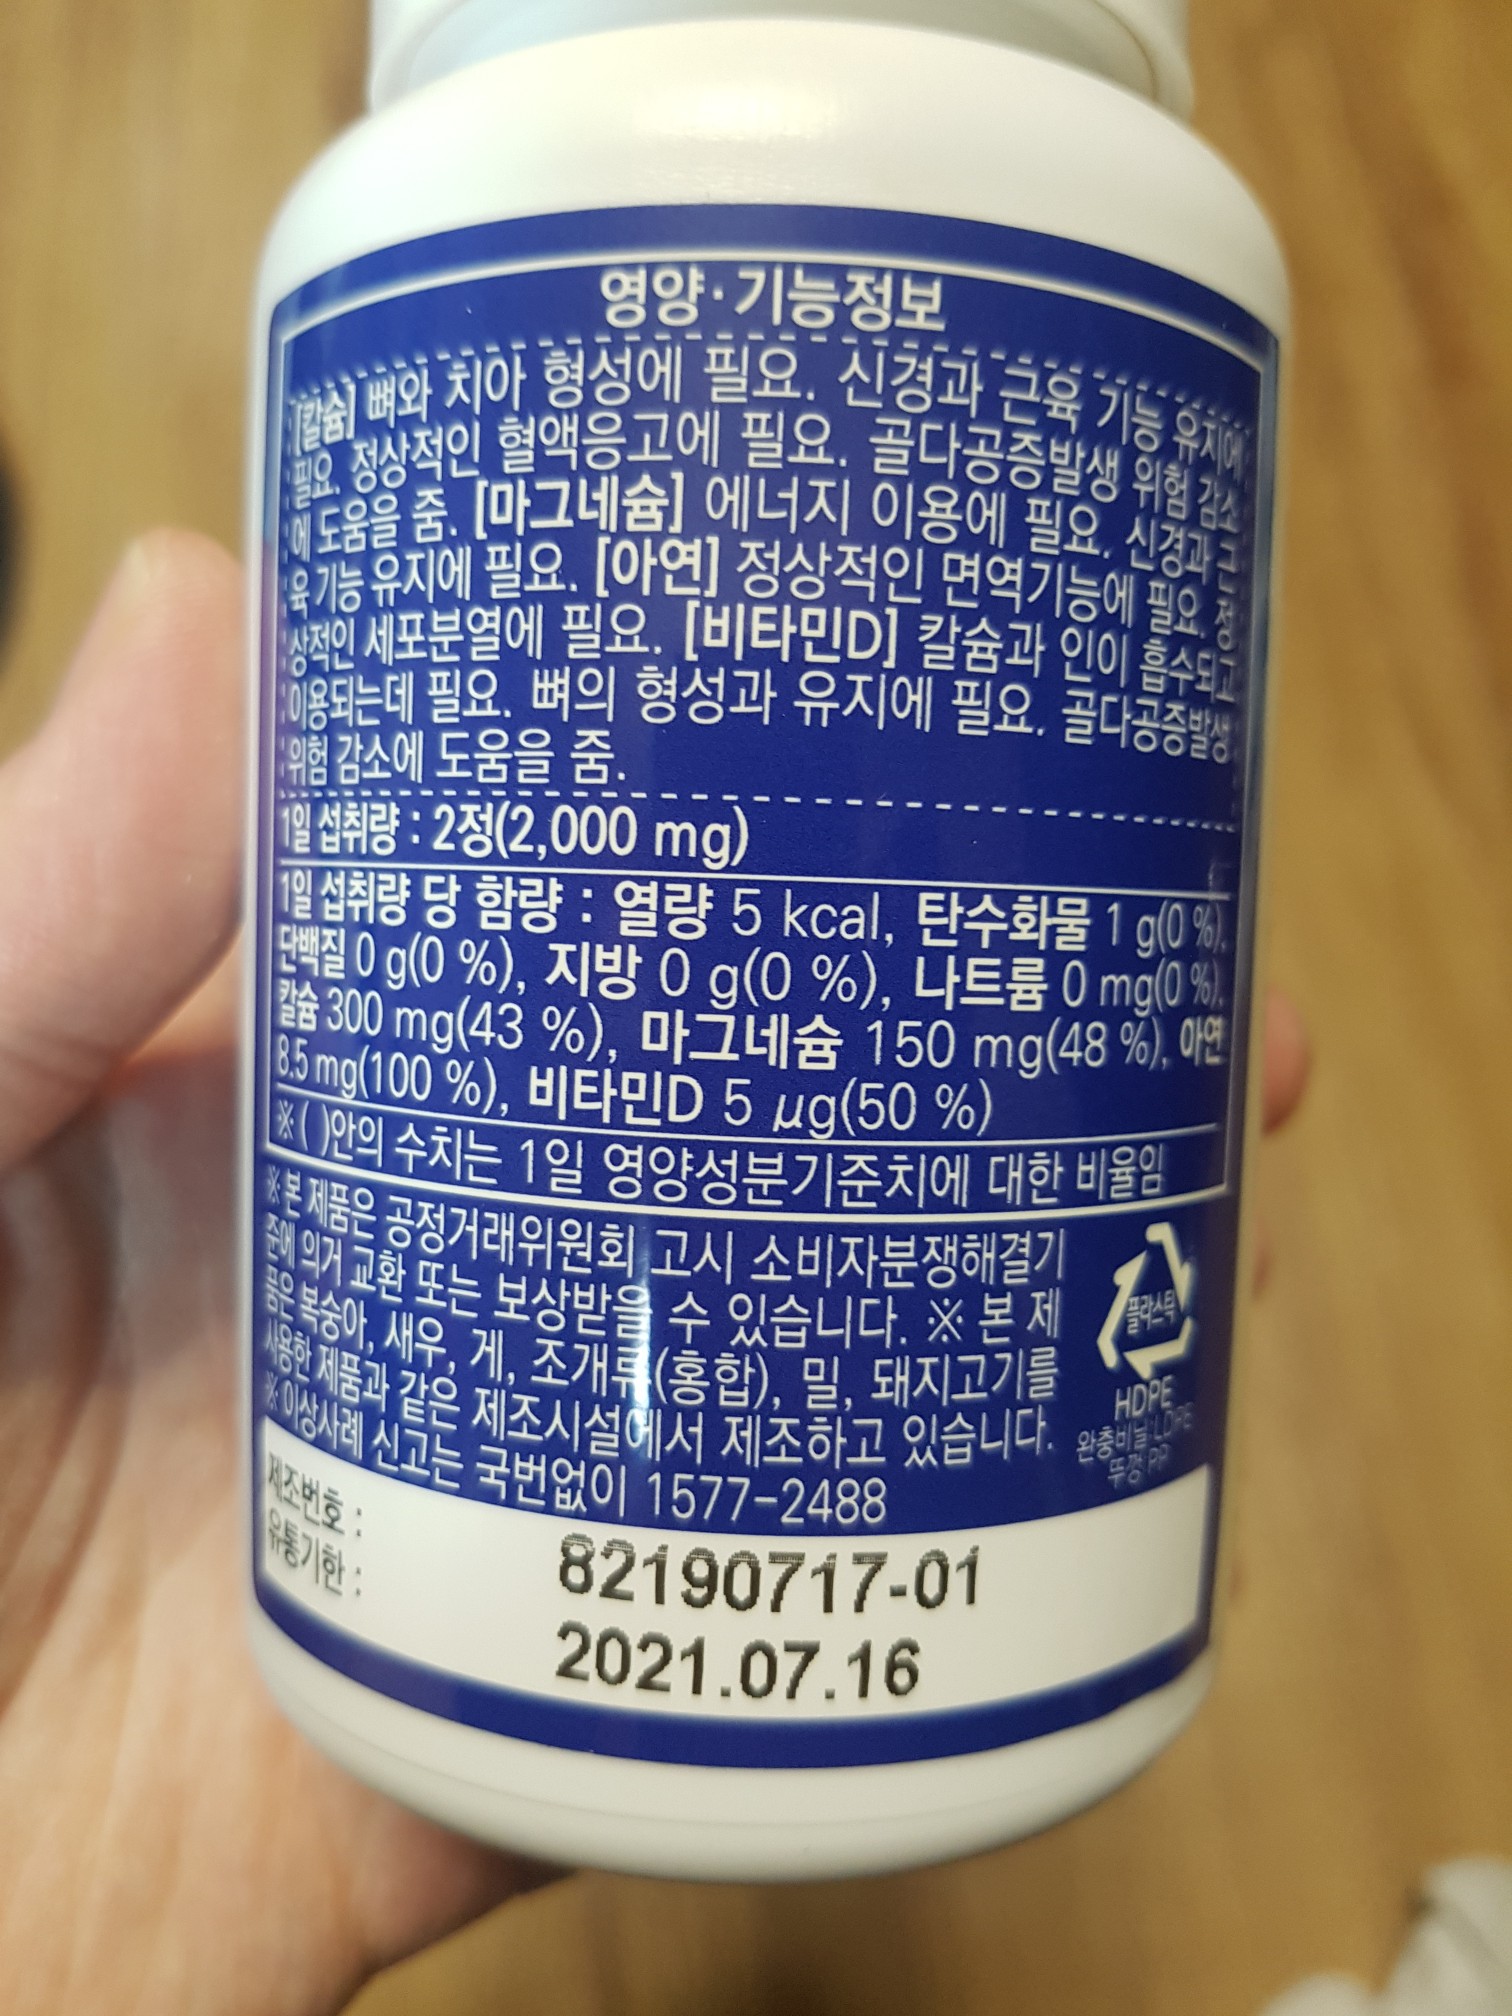 영양·기능정보
[칼슘] 뼈와 치아 형성에 필요. 신경과 근육 기능 유지에
필요. 정상적인 혈액응고에 필요. 골다공증발생 위험 감소
에 도움을 줌. [마그네슘] 에너지 이용에 필요. 신경과 근
육 기능 유지에 필요. [아연] 정상적인 면역기능에 필요. 정
상적인 세포분열에 필요. [비타민D] 칼슘과 인이 흡수되고
이용되는데 필요. 뼈의 형성과 유지에 필요. 골다공증발생
위험 감소에 도움을 줌.
1일 섭취량 : 2정(2,000 mg)
1일 섭취량 당 함량 : 열량 5 kcal, 탄수화물 1 g(0 %),
단백질 0 g(0 %), 지방 0 g(0 %), 나트륨 0 mg(0 %),
칼슘 300 mg(43 %), 마그네슘 150 mg(48 %), 아연
8.5 mg(100 %), 비타민D 5 µg(50 %)
※( )안의 수치는 1일 영양성분기준치에 대한 비율임
※본 제품은 공정거래위원회 고시 소비자분쟁해결기
준에 의거 교환 또는 보상받을 수 있습니다. ※ 본 제
품은 복숭아, 새우, 게, 조개류(홍합), 밀, 돼지고기를
사용한 제품과 같은 제조시설에서 제조하고 있습니다.
※이상사례 신고는 국번없이 1577-2488
플라스틱
HDPE
완충비닐:LDPE
뚜껑:PP
제조번호 : 82190717-01
유통기한 : 2021.07.16